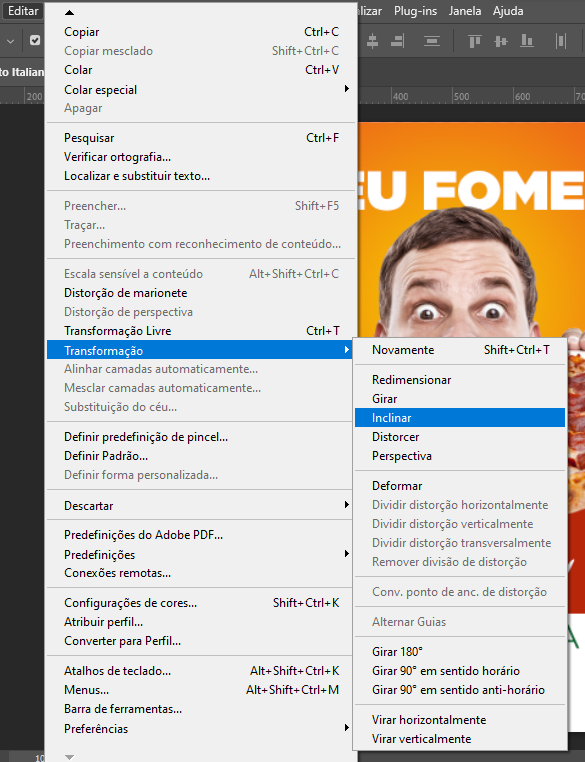 Editar
lizar Plug-ins Janela Ajuda
to Italian
200
400 500 600 70
EU FOME
Copiar Ctrl+C
Copiar mesclado Shift+Ctrl+C
Colar Ctrl+V
Colar especial
Apagar
Pesquisar Ctrl+F
Verificar ortografia...
Localizar e substituir texto...
Preencher... Shift+F5
Traçar...
Preenchimento com reconhecimento de conteúdo...
Escala sensível a conteúdo Alt+Shift+Ctrl+C
Distorção de marionete
Distorção de perspectiva
Transformação Livre Ctrl+T
Transformação
Alinhar camadas automaticamente...
Mesclar camadas automaticamente...
Substituição do céu...
Definir predefinição de pincel...
Definir Padrão...
Definir forma personalizada...
Descartar
Predefinições do Adobe PDF...
Predefinições
Conexões remotas...
Configurações de cores... Shift+Ctrl+K
Atribuir perfil...
Converter para Perfil...
Atalhos de teclado... Alt+Shift+Ctrl+K
Menus... Alt+Shift+Ctrl+M
Barra de ferramentas...
Preferências
Novamente Shift+Ctrl+T
Redimensionar
Girar
Inclinar
Distorcer
Perspectiva
Deformar
Dividir distorção horizontalmente
Dividir distorção verticalmente
Dividir distorção transversalmente
Remover divisão de distorção
Conv. ponto de anc. de distorção
Alternar Guias
Girar 180°
Girar 90° em sentido horário
Girar 90° em sentido anti-horário
Virar horizontalmente
Virar verticalmente
A
10